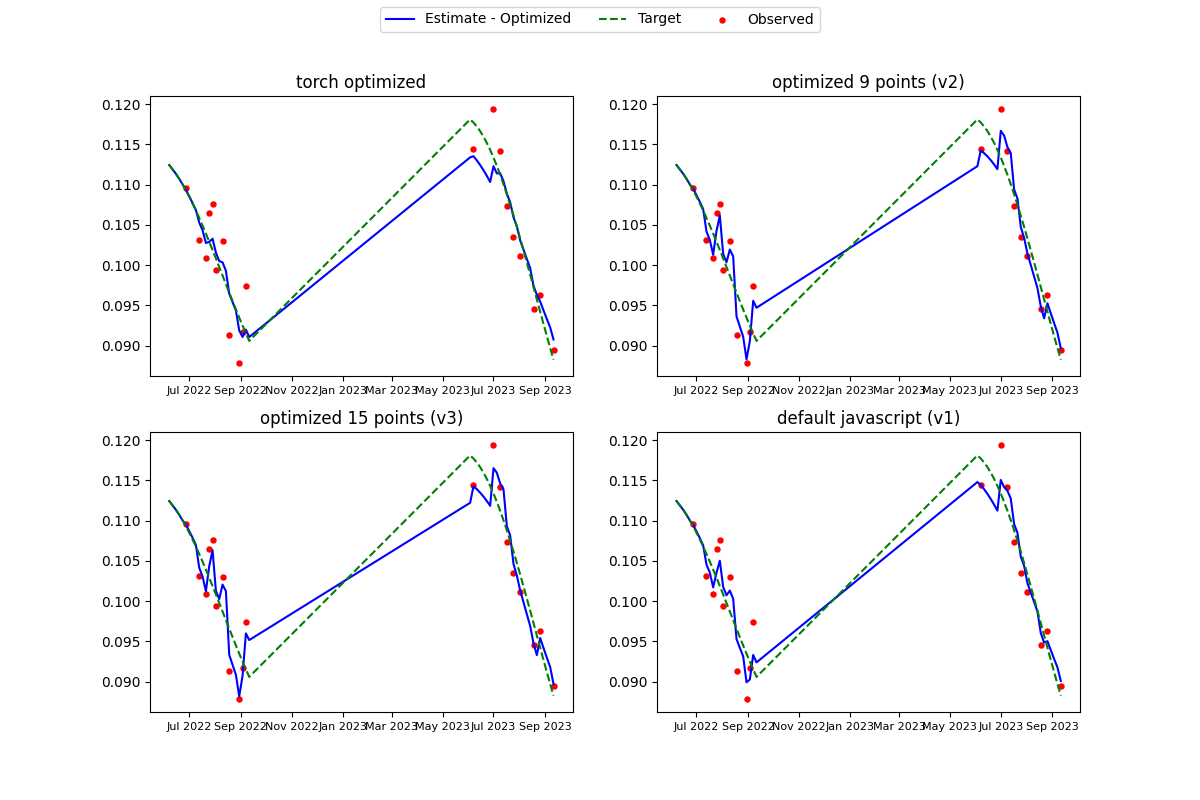 Estimate - Optimized Target Observed
torch optimized optimized 9 points (v2)
0.120 0.120
0.115 0.115
0.110 0.110
0.105 0.105
0.100 0.100
0.095 0.095
0.090 0.090
Jul 2022 Sep 2022 Nov 2022 Jan 2023 Mar 2023 May 2023 Jul 2023 Sep 2023 Jul 2022 Sep 2022 Nov 2022 Jan 2023 Mar 2023 May 2023 Jul 2023 Sep 2023
optimized 15 points (v3) default javascript (v1)
0.120 0.120
0.115 0.115
0.110 0.110
0.105 0.105
0.100 0.100
0.095 0.095
0.090 0.090
Jul 2022 Sep 2022 Nov 2022 Jan 2023 Mar 2023 May 2023 Jul 2023 Sep 2023 Jul 2022 Sep 2022 Nov 2022 Jan 2023 Mar 2023 May 2023 Jul 2023 Sep 2023